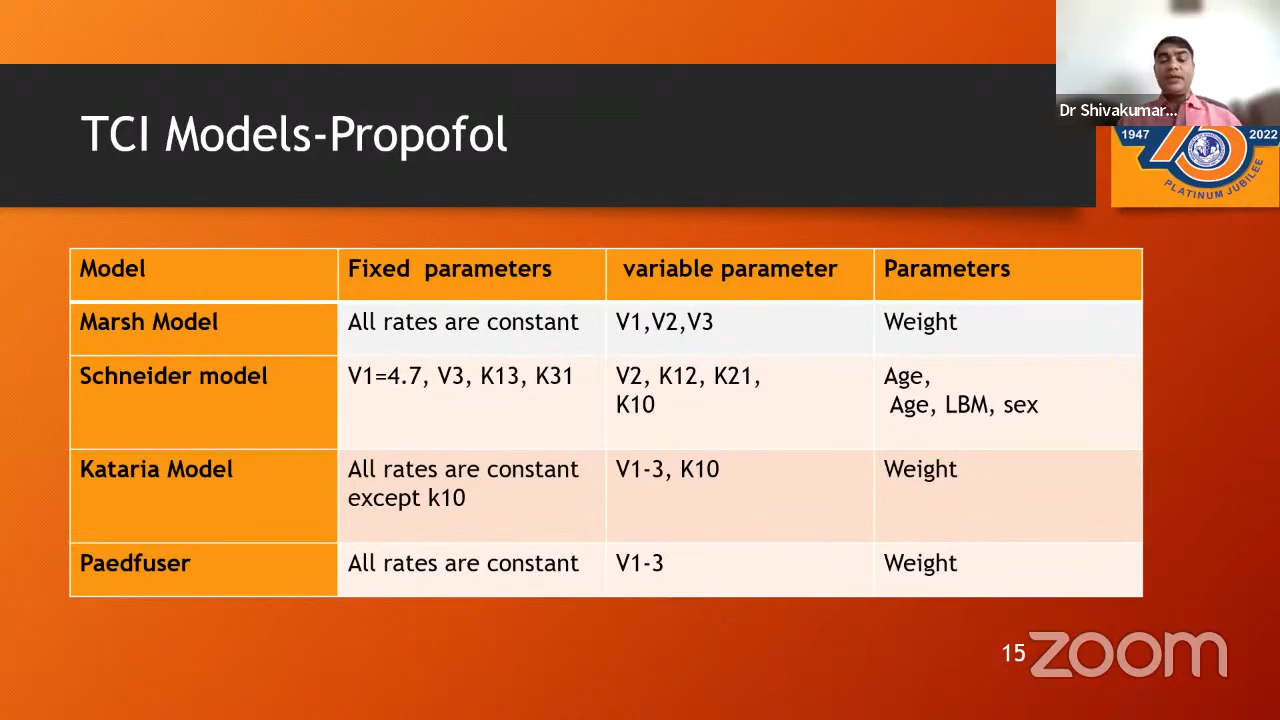 Dr Shivakumar...
TCI Models-Propofol
1947
2022
75
PLATINUM JUBILEE
Model
Fixed parameters
variable parameter
Parameters
Marsh Model
All rates are constant
V1,V2,V3
Weight
Schneider model
V1=4.7, V3, K13, K31
V2, K12, K21,
K10
Age,
Age, LBM, sex
Kataria Model
All rates are constant
except k10
V1-3, K10
Weight
Paedfuser
All rates are constant
V1-3
Weight
15
zoom